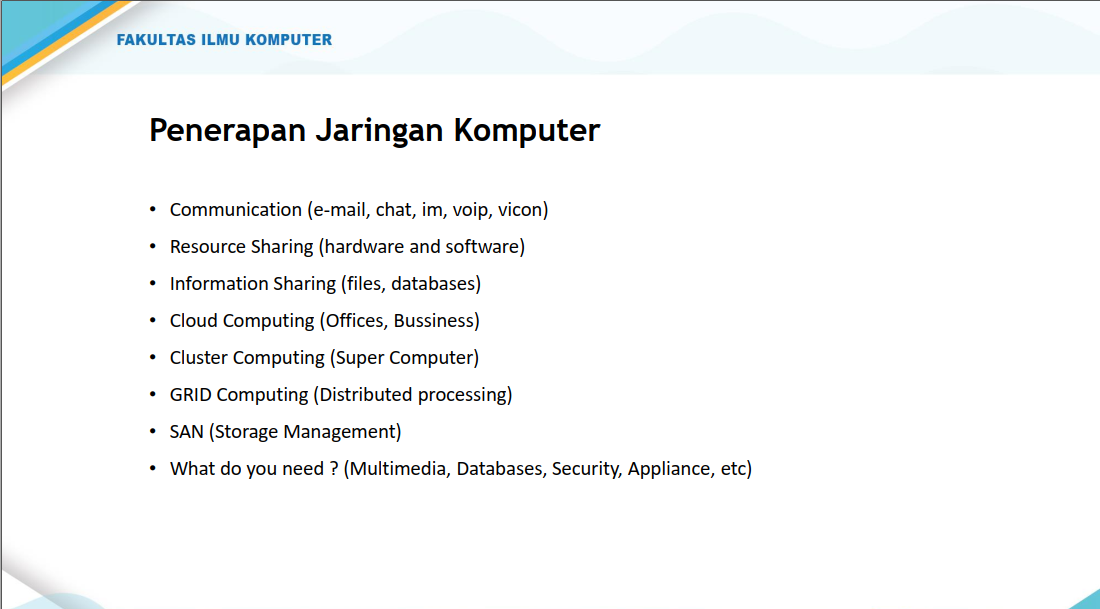 FAKULTAS ILMU KOMPUTER
Penerapan Jaringan Komputer
• Communication (e-mail, chat, im, voip, vicon)
• Resource Sharing (hardware and software)
• Information Sharing (files, databases)
• Cloud Computing (Offices, Bussiness)
• Cluster Computing (Super Computer)
• GRID Computing (Distributed processing)
• SAN (Storage Management)
• What do you need ? (Multimedia, Databases, Security, Appliance, etc)